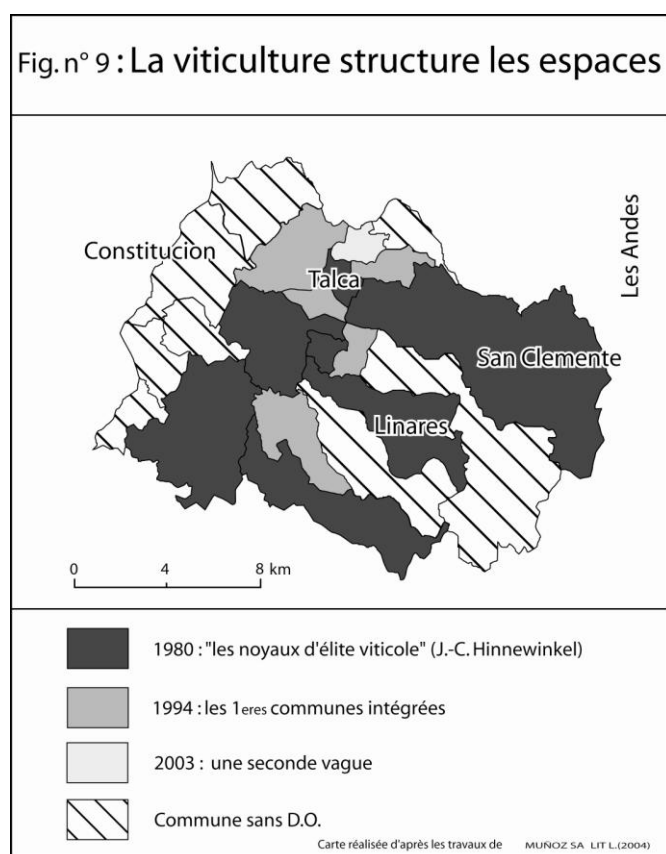 Fig. n° 9 : La viticulture structure les espaces
Constitucion
Les Andes
Talca
San Clemente
Linares
0 4 8 km
1980 : "les noyaux d'élite viticole" (J.-C. Hinnewinkel)
1994 : les 1eres communes intégrées
2003 : une seconde vague
Commune sans D.O.
Carte réalisée d'après les travaux de MUÑOZ SA LIT L.(2004)